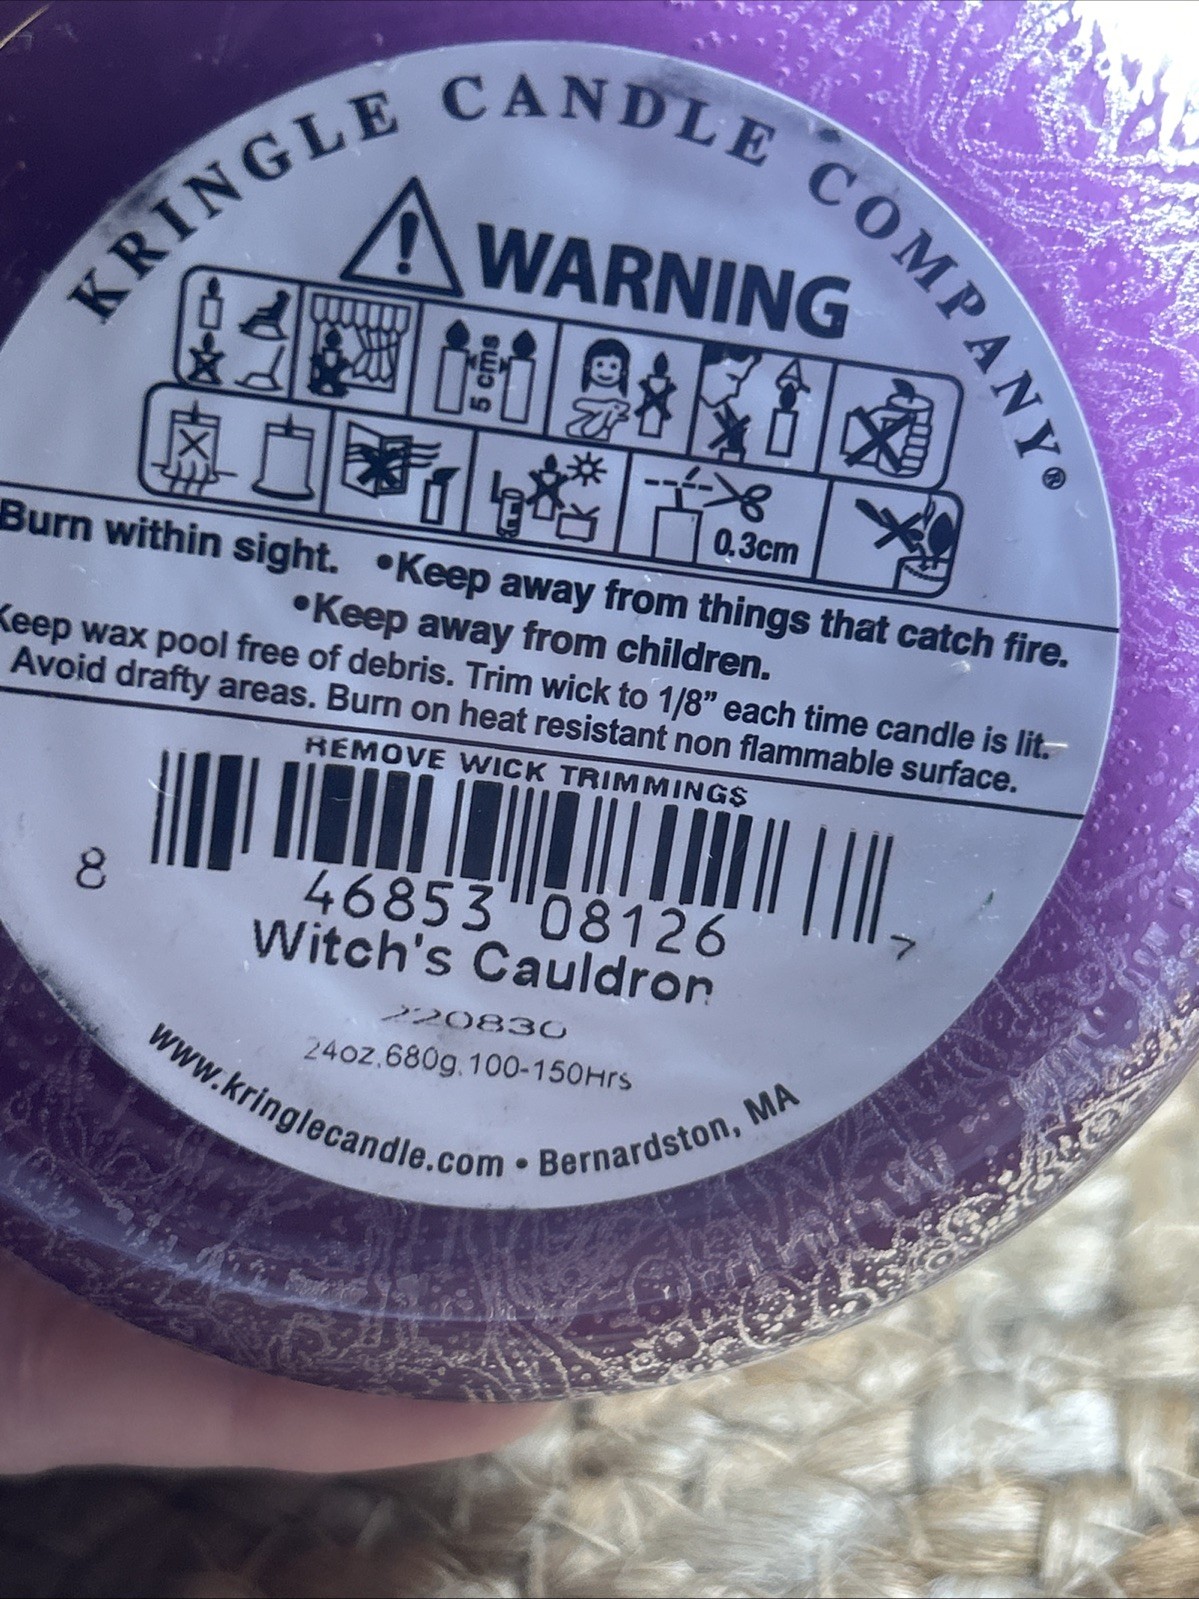 KRINGLE CANDLE COMPANY®
! WARNING
5 cms
0.3cm
Burn within sight. •Keep away from things that catch fire.
•Keep away from children.
Keep wax pool free of debris. Trim wick to 1/8” each time candle is lit.
Avoid drafty areas. Burn on heat resistant non flammable surface.
REMOVE WICK TRIMMINGS
8 46853 08126 7
Witch's Cauldron
220830
24oz,680g,100-150Hrs
www.kringlecandle.com • Bernardston, MA